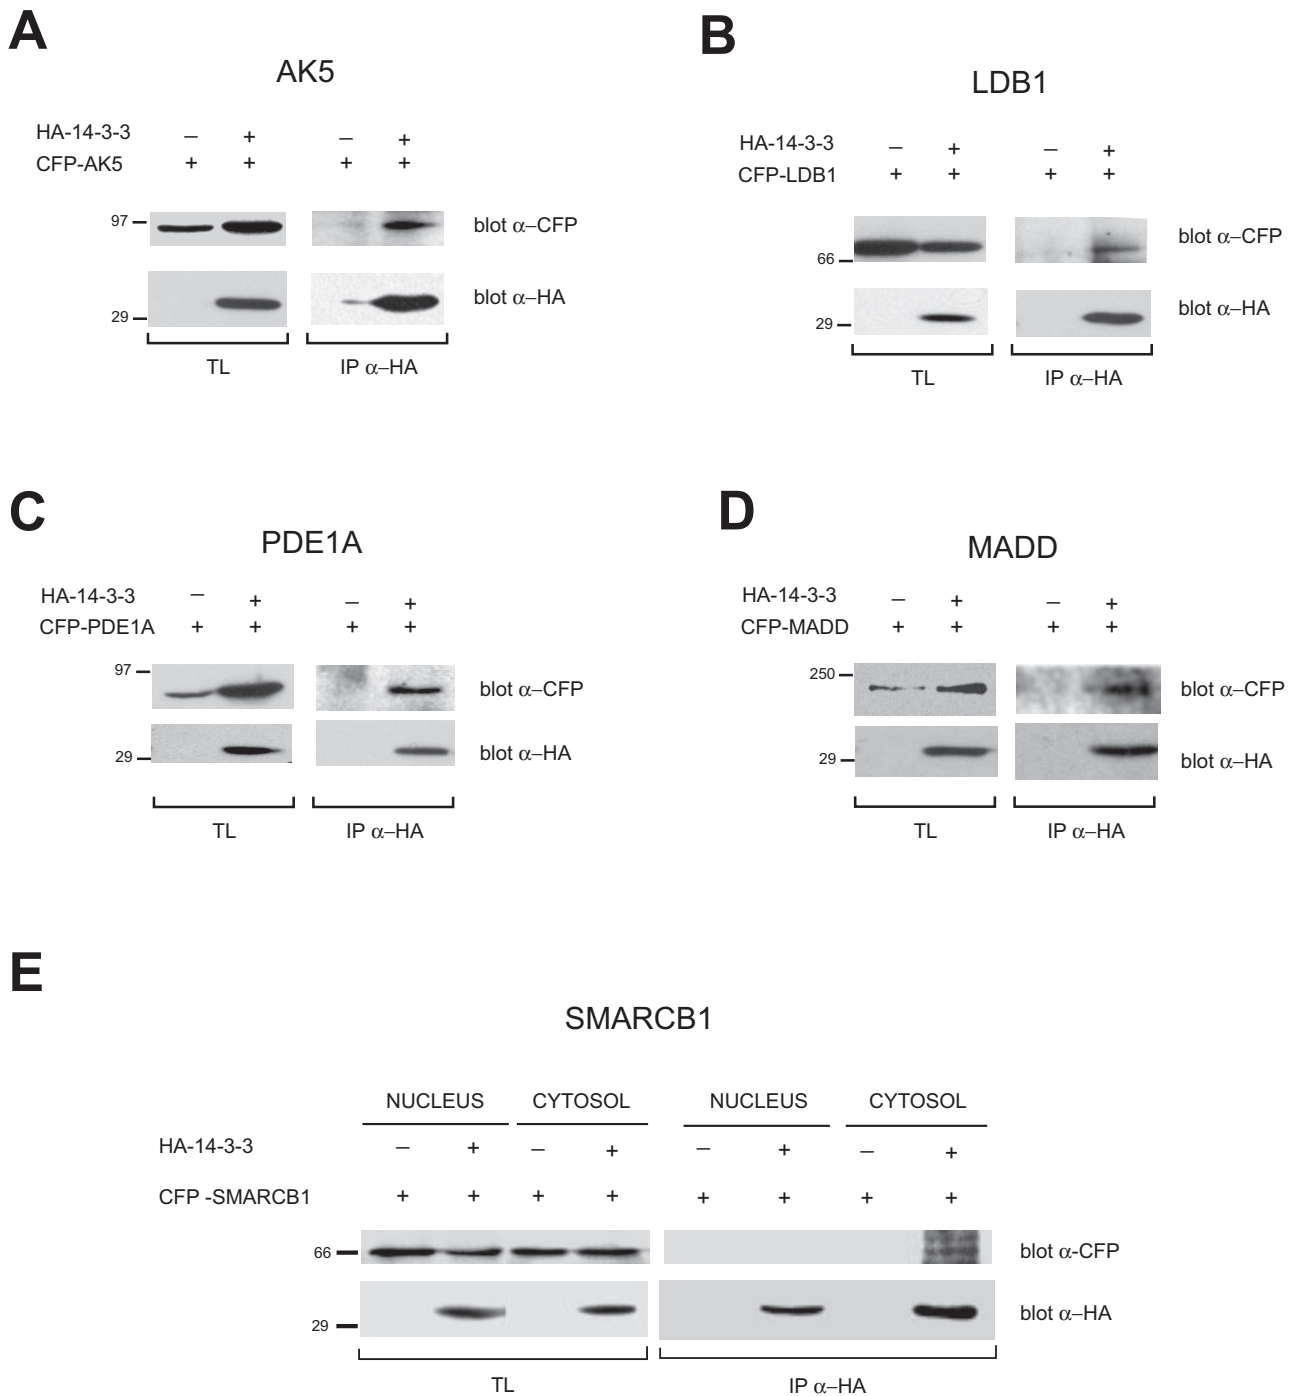 A
AK5
HA-14-3-3 – + – +
CFP-AK5 + + + +
97
blot α–CFP
blot α–HA
29
TL IP α–HA
B
LDB1
HA-14-3-3 – + – +
CFP-LDB1 + + + +
blot α–CFP
66
blot α–HA
29
TL IP α–HA
C
PDE1A
HA-14-3-3 – + – +
CFP-PDE1A + + + +
97
blot α–CFP
blot α–HA
29
TL IP α–HA
D
MADD
HA-14-3-3 – + – +
CFP-MADD + + + +
250
blot α–CFP
29
blot α–HA
TL IP α–HA
E
SMARCB1
NUCLEUS CYTOSOL NUCLEUS CYTOSOL
HA-14-3-3 – + – + – + – +
CFP -SMARCB1 + + + + + + + +
66 blot α-CFP
blot α–HA
29
TL IP α–HA